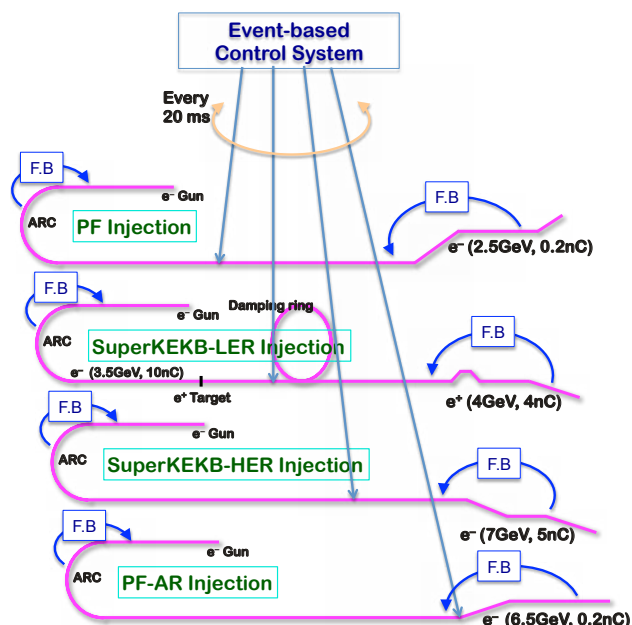 Event-based
Control System
Every
20 ms
F.B
e⁻ Gun
ARC
PF Injection
F.B
e⁻ (2.5GeV, 0.2nC)
F.B
e⁻ Gun
Damping ring
ARC
SuperKEKB-LER Injection
F.B
e⁻ (3.5GeV, 10nC)
e⁺ Target
e⁺ (4GeV, 4nC)
F.B
e⁻ Gun
ARC
SuperKEKB-HER Injection
F.B
e⁻ (7GeV, 5nC)
F.B
e⁻ Gun
ARC
PF-AR Injection
F.B
e⁻ (6.5GeV, 0.2nC)